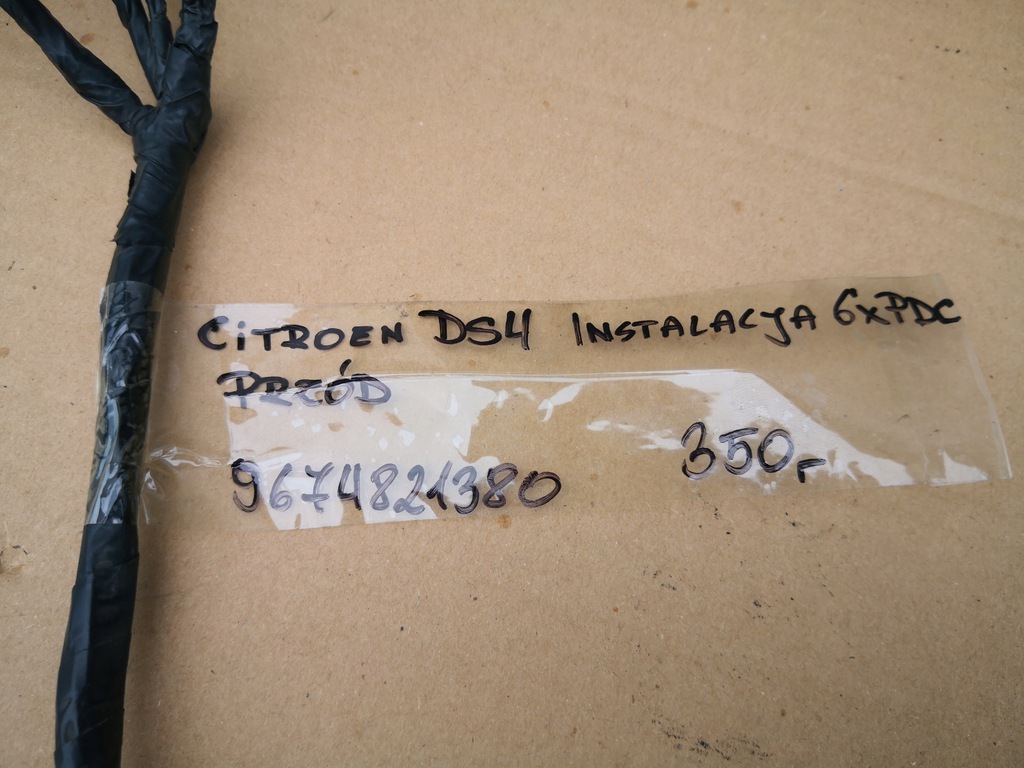 CiTROEN DS4 INSTALACJA 6xPDC
PRZÓD
9674821380
350,-